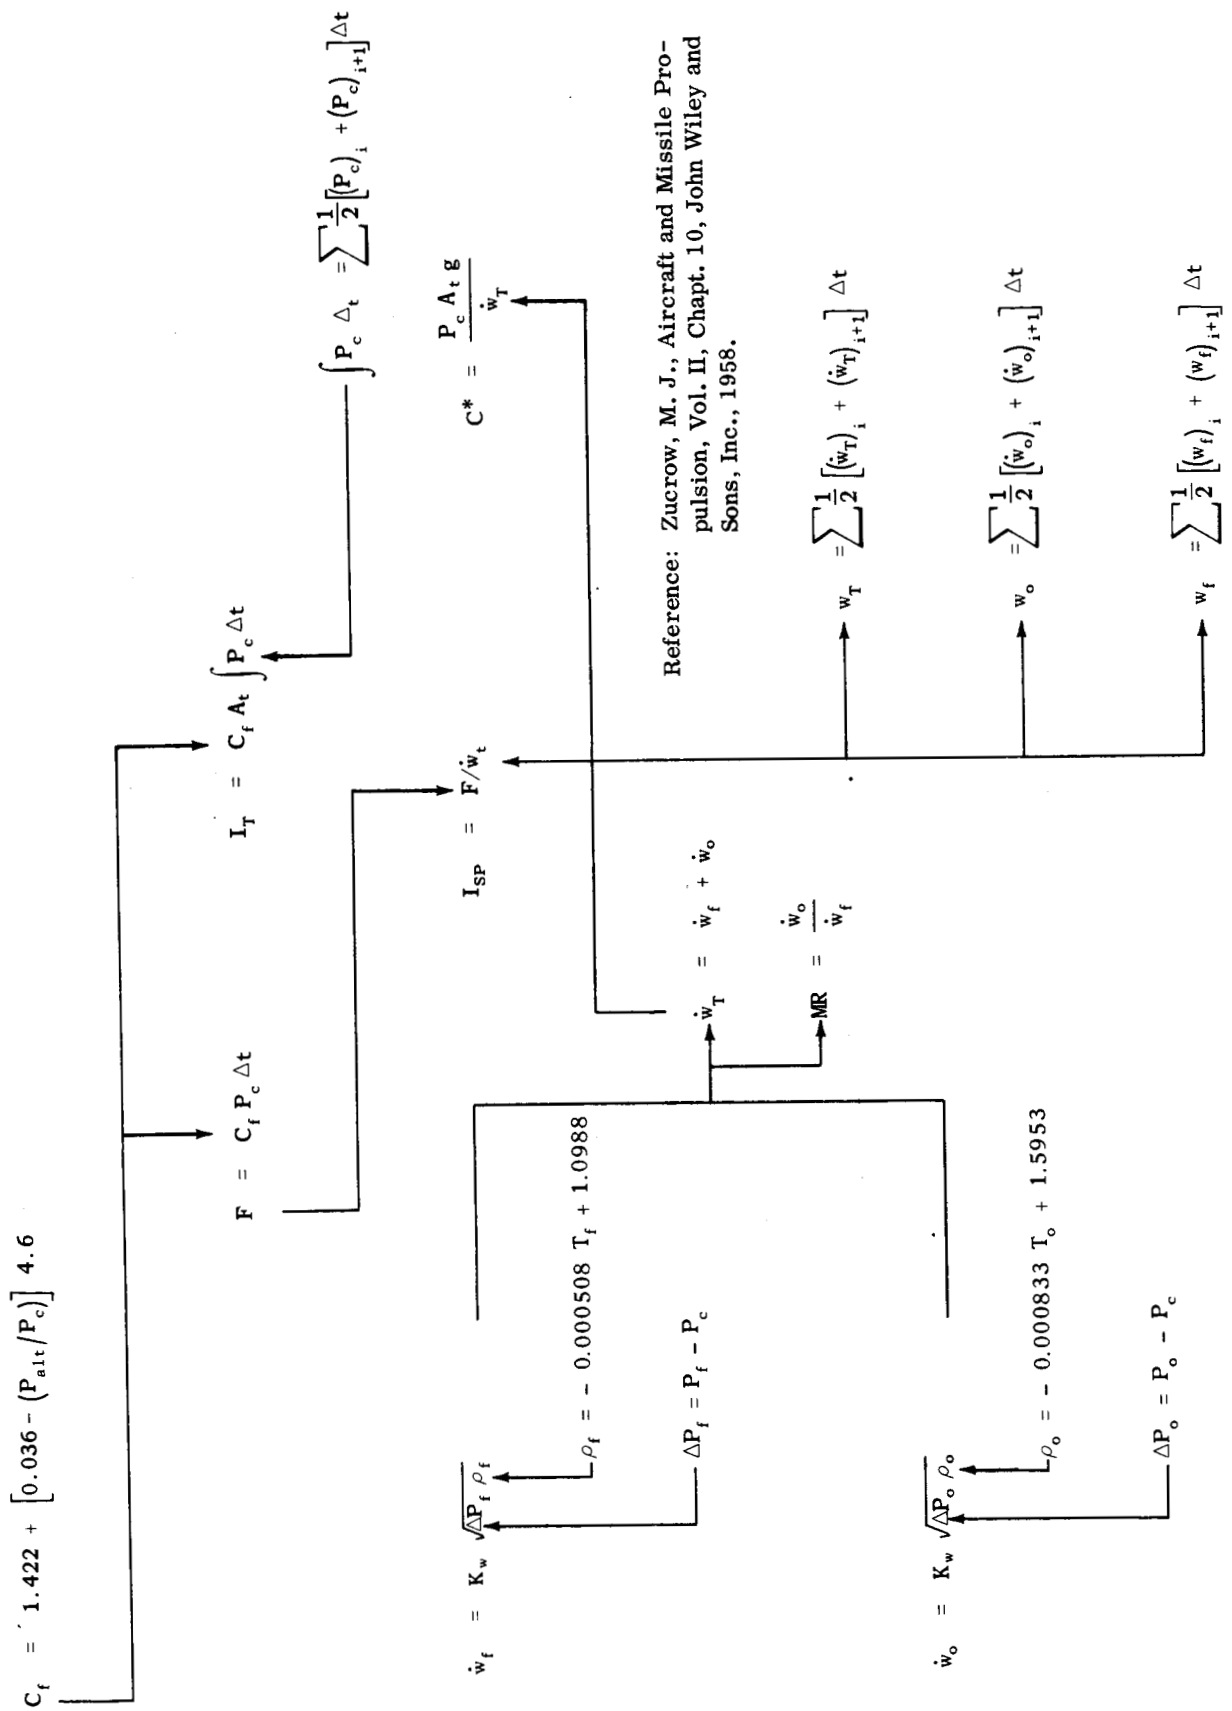 C_f = 1.422 + [0.036 - (P_alt/P_c)] 4.6
F = C_f P_c Δt
I_T = C_f A_t ∫ P_c Δt
∫ P_c Δ_t = ∑ 1/2 [(P_c)_i + (P_c)_{i+1}] Δt
I_SP = F/ẇ_t
C* = P_c A_t g / ẇ_T
ẇ_f = K_w √ΔP_f ρ_f
ρ_f = - 0.000508 T_f + 1.0988
ΔP_f = P_f - P_c
ẇ_T = ẇ_f + ẇ_o
MR = ẇ_o / ẇ_f
Reference: Zucrow, M. J., Aircraft and Missile Pro-
pulsion, Vol. II, Chapt. 10, John Wiley and
Sons, Inc., 1958.
w_T = ∑ 1/2 [(ẇ_T)_i + (ẇ_T)_{i+1}] Δt
ẇ_o = K_w √ΔP_o ρ_o
ρ_o = - 0.000833 T_o + 1.5953
ΔP_o = P_o - P_c
w_o = ∑ 1/2 [(ẇ_o)_i + (ẇ_o)_{i+1}] Δt
w_f = ∑ 1/2 [(w_f)_i + (w_f)_{i+1}] Δt